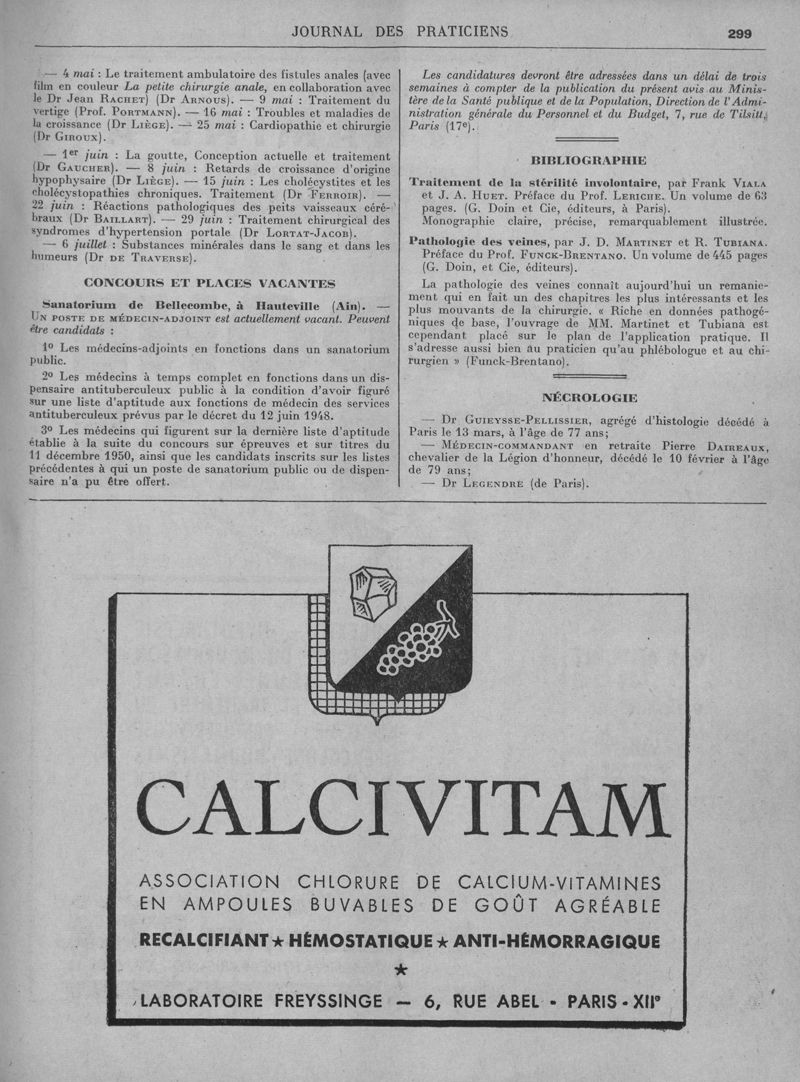 JOURNAL DES PRATICIENS
299
— 4 mai : Le traitement ambulatoire des fistules anales (avec
film en couleur La petite chirurgie anale, en collaboration avec
le Dr Jean RACHET) (Dr ARNOUS). — 9 mai : Traitement du
vertige (Prof. PORTMANN). — 16 mai : Troubles et maladies de
la croissance (Dr LIÈGE). — 25 mai : Cardiopathie et chirurgie
(Dr GIROUX).
— 1er juin : La goutte, Conception actuelle et traitement
(Dr GAUCHER). — 8 juin : Retards de croissance d'origine
hypophysaire (Dr LIÈGE). — 15 juin : Les cholécystites et les
cholécystopathies chroniques. Traitement (Dr FERROIR). —
22 juin : Réactions pathologiques des peits vaisseaux céré-
braux (Dr BAILLART). — 29 juin : Traitement chirurgical des
syndromes d'hypertension portale (Dr LORTAT-JACOB).
— 6 juillet : Substances minérales dans le sang et dans les
humeurs (Dr DE TRAVERSE).
CONCOURS ET PLACES VACANTES
Sanatorium de Bellecombe, à Hauteville (Ain). —
UN POSTE DE MÉDECIN-ADJOINT est actuellement vacant. Peuvent
être candidats :
1º Les médecins-adjoints en fonctions dans un sanatorium
public.
2º Les médecins à temps complet en fonctions dans un dis-
pensaire antituberculeux public à la condition d'avoir figuré
sur une liste d'aptitude aux fonctions de médecin des services
antituberculeux prévus par le décret du 12 juin 1948.
3º Les médecins qui figurent sur la dernière liste d'aptitude
établie à la suite du concours sur épreuves et sur titres du
11 décembre 1950, ainsi que les candidats inscrits sur les listes
précédentes à qui un poste de sanatorium public ou de dispen-
saire n'a pu être offert.
Les candidatures devront être adressées dans un délai de trois
semaines à compter de la publication du présent avis au Minis-
tère de la Santé publique et de la Population, Direction de l'Admi-
nistration générale du Personnel et du Budget, 7, rue de Tilsitt,
Paris (17e).
BIBLIOGRAPHIE
Traitement de la stérilité involontaire, par Frank VIALA
et J. A. HUET. Préface du Prof. LERICHE. Un volume de 63
pages. (G. Doin et Cie, éditeurs, à Paris).
Monographie claire, précise, remarquablement illustrée.
Pathologie des veines, par J. D. MARTINET et R. TUBIANA.
Préface du Prof. FUNCK-BRENTANO. Un volume de 445 pages
(G. Doin, et Cie, éditeurs).
La pathologie des veines connaît aujourd'hui un remanie-
ment qui en fait un des chapitres les plus intéressants et les
plus mouvants de la chirurgie. « Riche en données pathogé-
niques de base, l'ouvrage de MM. Martinet et Tubiana est
cependant placé sur le plan de l'application pratique. Il
s'adresse aussi bien au praticien qu'au phlébologue et au chi-
rurgien » (Funck-Brentano).
NÉCROLOGIE
— Dr GUIEYSSE-PELLISSIER, agrégé d'histologie décédé à
Paris le 13 mars, à l'âge de 77 ans;
— MÉDECIN-COMMANDANT en retraite Pierre DAIREAUX,
chevalier de la Légion d'honneur, décédé le 10 février à l'âge
de 79 ans;
— Dr LEGENDRE (de Paris).
CALCIVITAM
ASSOCIATION CHLORURE DE CALCIUM-VITAMINES
EN AMPOULES BUVABLES DE GOÛT AGRÉABLE
RECALCIFIANT ★ HÉMOSTATIQUE ★ ANTI-HÉMORRAGIQUE
★
LABORATOIRE FREYSSINGE — 6, RUE ABEL - PARIS-XIIe